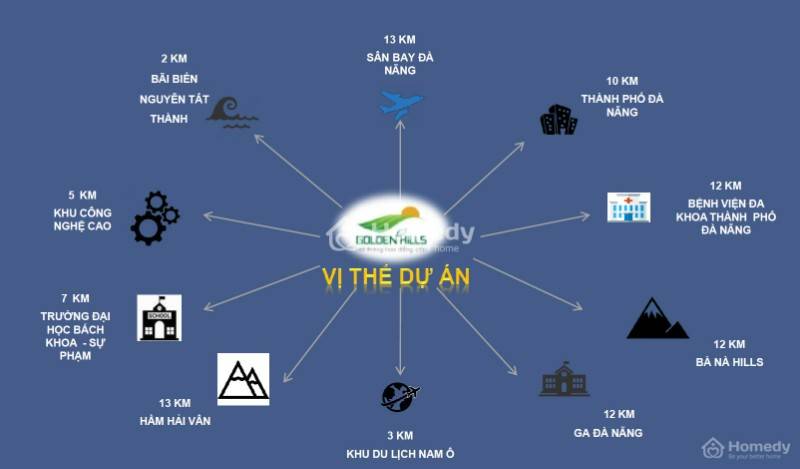 13 KM
SÂN BAY ĐÀ
NẴNG
2 KM
BÃI BIỂN
NGUYỄN TẤT
THÀNH
10 KM
THÀNH PHỐ ĐÀ
NẴNG
5 KM
KHU CÔNG
NGHỆ CAO
12 KM
BỆNH VIỆN ĐA
KHOA THÀNH PHỐ
ĐÀ NẴNG
Homedy
GOLDEN HILLS
VỊ THẾ DỰ ÁN
7 KM
TRƯỜNG ĐẠI
HỌC BÁCH
KHOA - SƯ
PHẠM
SCHOOL
12 KM
BÀ NÀ HILLS
13 KM
HẦM HẢI VÂN
12 KM
GA ĐÀ NẴNG
3 KM
KHU DU LỊCH NAM Ô
Homedy
Be your better home